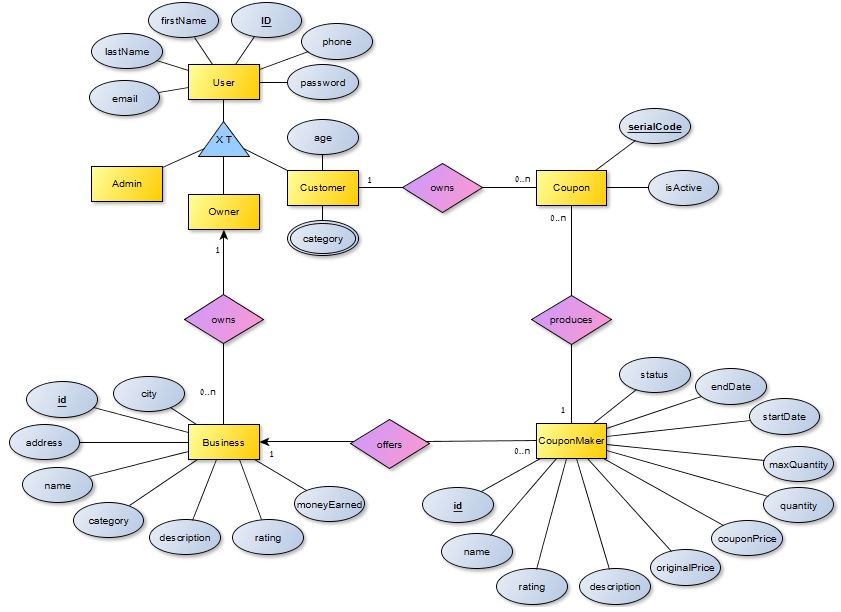 firstName
ID
phone
lastName
User
password
email
X T
age
serialCode
Admin
Customer
1
owns
0..n
Coupon
isActive
Owner
category
0..n
1
owns
produces
id
city
0..n
status
endDate
1
startDate
address
Business
1
offers
0..n
CouponMaker
maxQuantity
name
category
moneyEarned
id
quantity
description
rating
name
couponPrice
originalPrice
rating
description